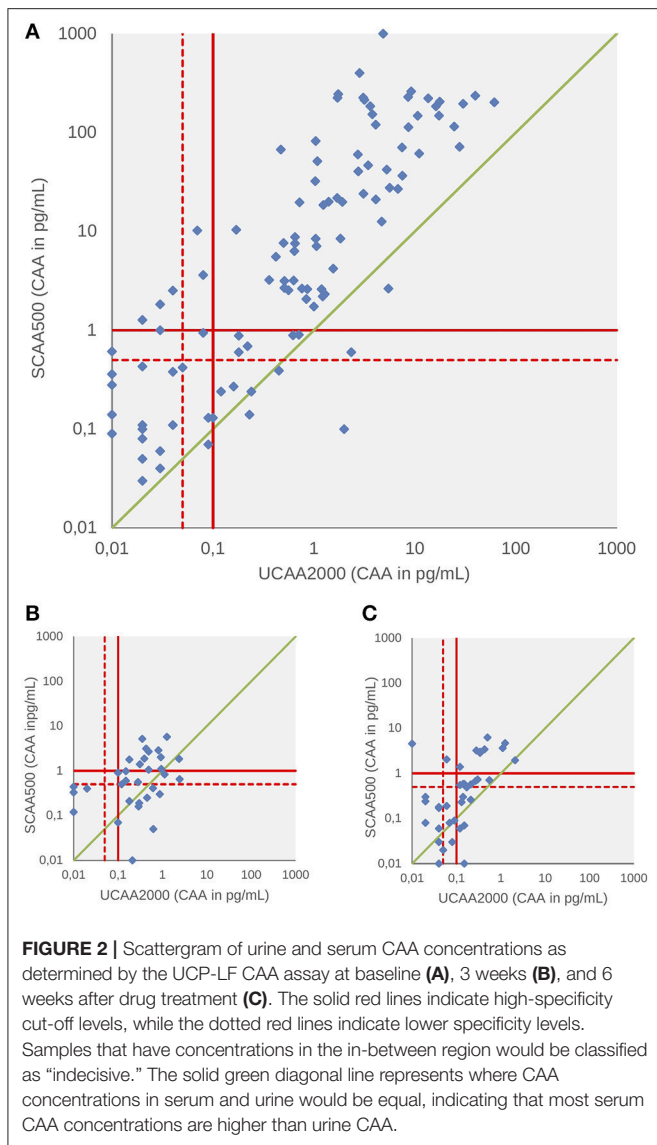 A
1000
100
10
1
0,1
0,01
SCAA500 (CAA in pg/mL)
0,01 0,1 1 10 100 1000
UCAA2000 (CAA in pg/mL)
B
1000
100
10
1
0,1
0,01
SCAA500 (CAA inpg/mL)
0,01 0,1 1 10 100 1000
UCAA2000 (CAA in pg/mL)
C
1000
100
10
1
0,1
0,01
SCAA500 (CAA in pg/mL)
0,01 0,1 1 10 100 1000
UCAA2000 (CAA in pg/mL)
FIGURE 2 | Scattergram of urine and serum CAA concentrations as
determined by the UCP-LF CAA assay at baseline (A), 3 weeks (B), and 6
weeks after drug treatment (C). The solid red lines indicate high-specificity
cut-off levels, while the dotted red lines indicate lower specificity levels.
Samples that have concentrations in the in-between region would be classified
as “indecisive.” The solid green diagonal line represents where CAA
concentrations in serum and urine would be equal, indicating that most serum
CAA concentrations are higher than urine CAA.